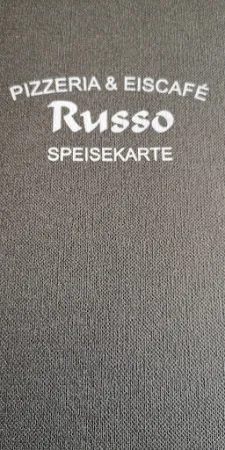 PIZZERIA & EISCAFÉ
Russo
SPEISEKARTE